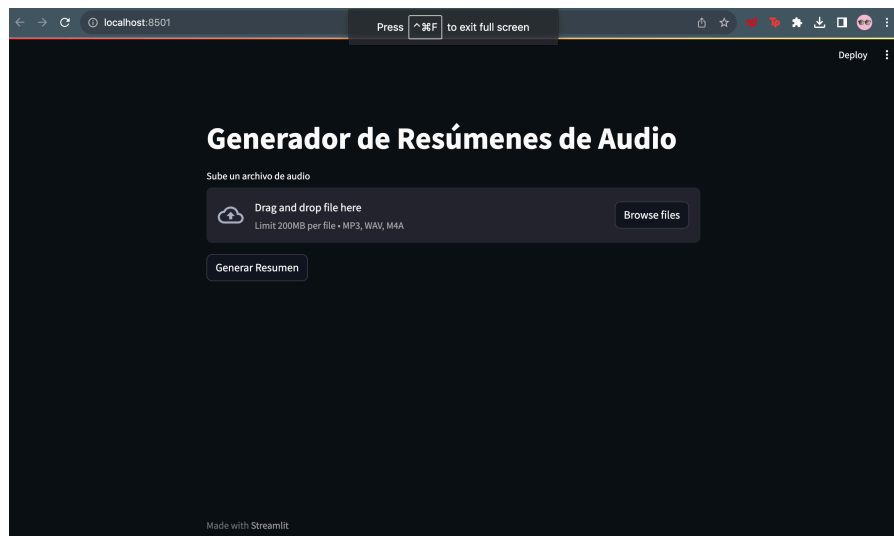 localhost:8501
Press ^⌘F to exit full screen
Deploy
Generador de Resúmenes de Audio
Sube un archivo de audio
Drag and drop file here
Limit 200MB per file • MP3, WAV, M4A
Browse files
Generar Resumen
Made with Streamlit